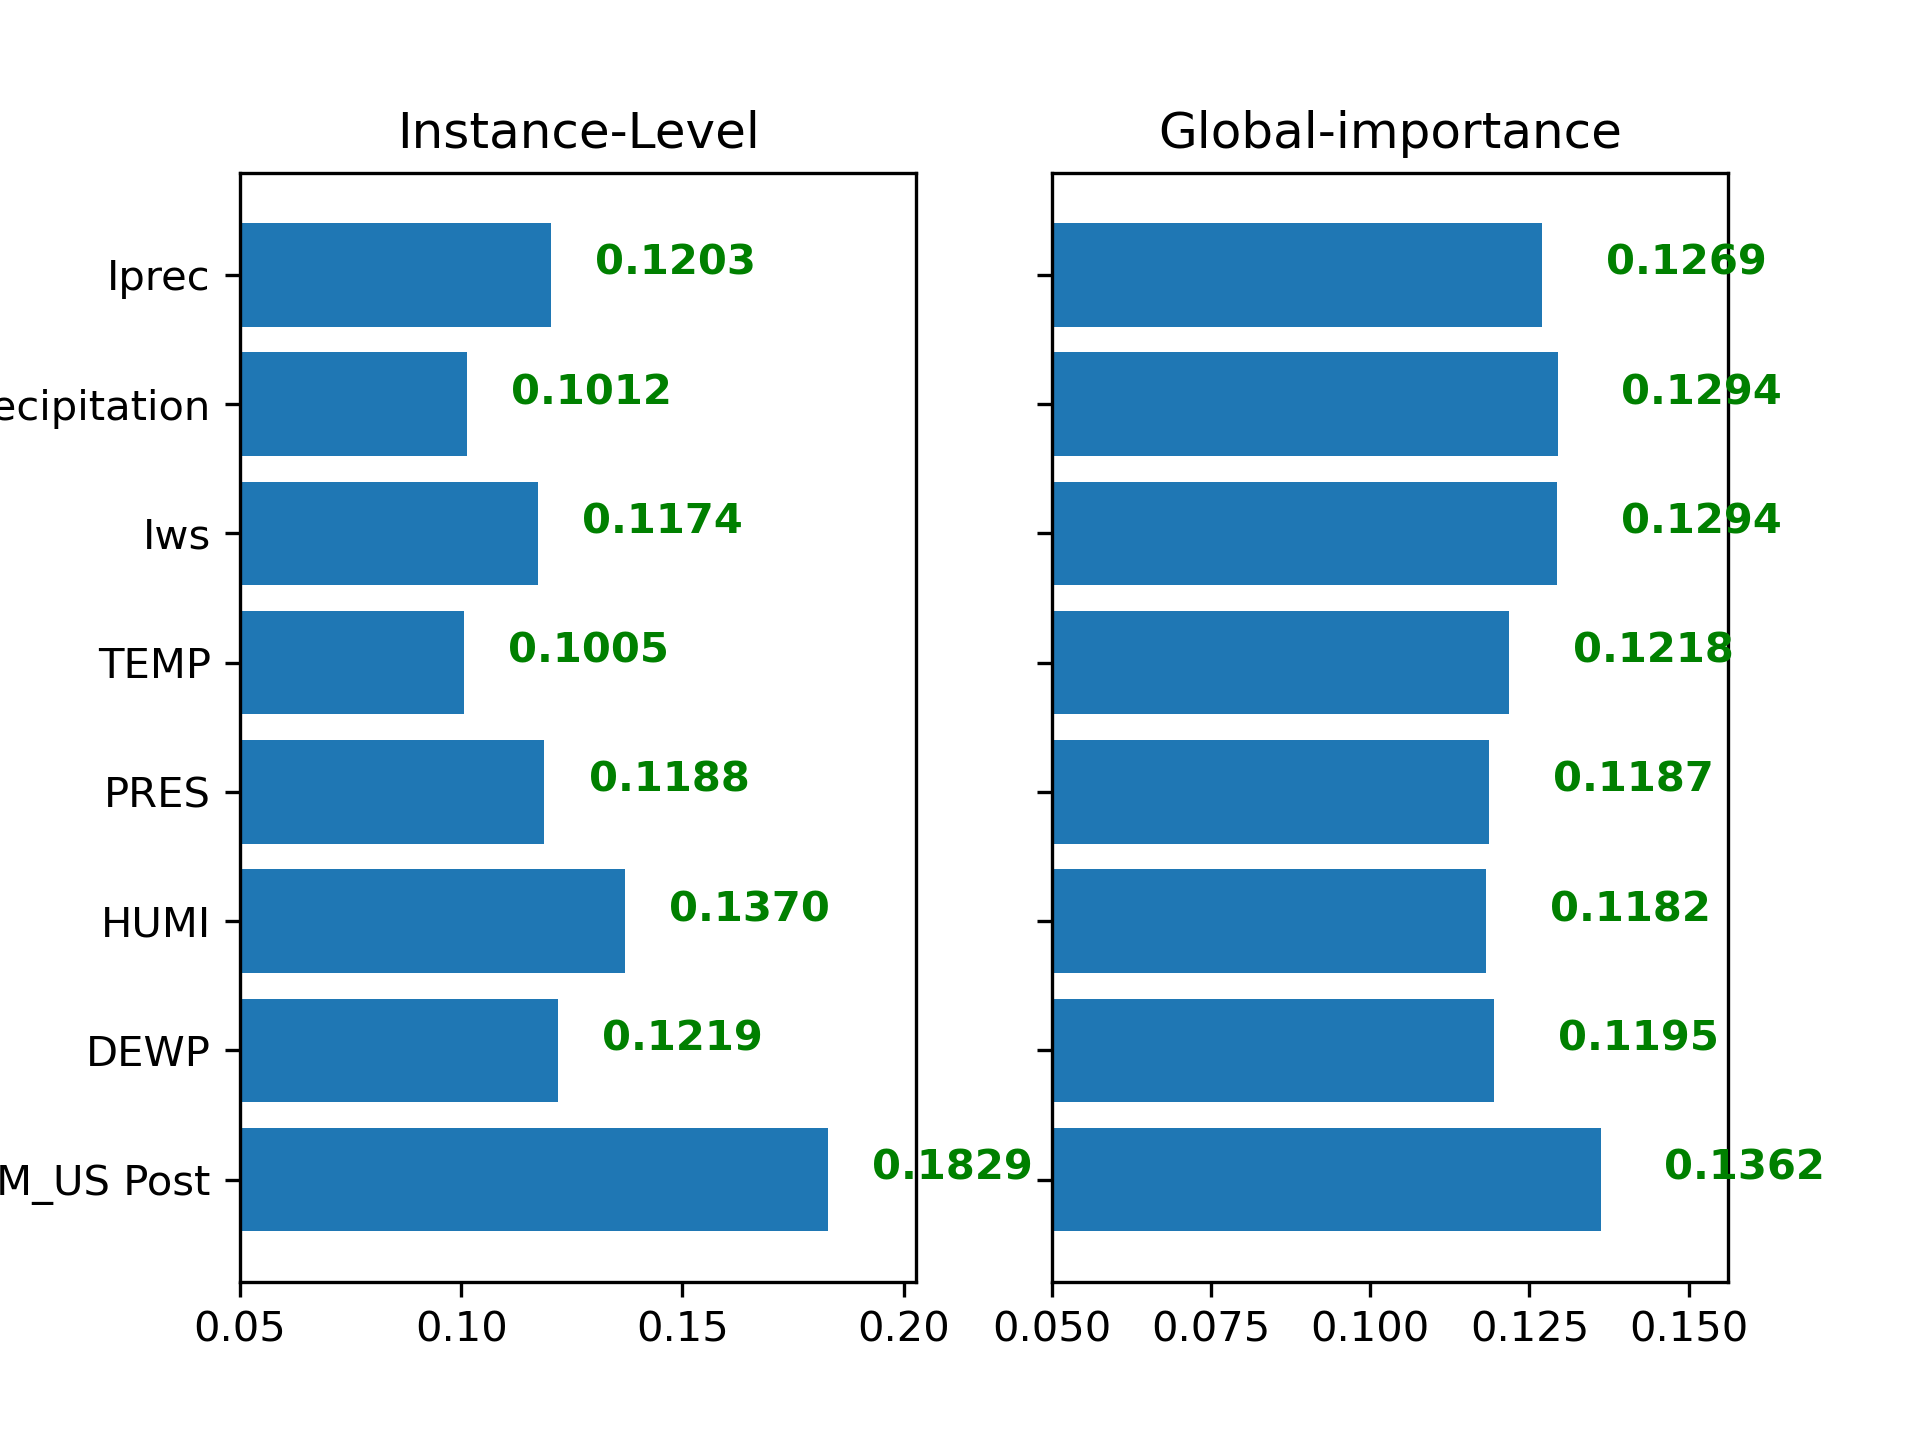 Instance-Level
Global-importance
Iprec
0.1203
0.1269
ecipitation
0.1012
0.1294
Iws
0.1174
0.1294
TEMP
0.1005
0.1218
PRES
0.1188
0.1187
HUMI
0.1370
0.1182
DEWP
0.1219
0.1195
M_US Post
0.1829
0.1362
0.05 0.10 0.15 0.20
0.050 0.075 0.100 0.125 0.150